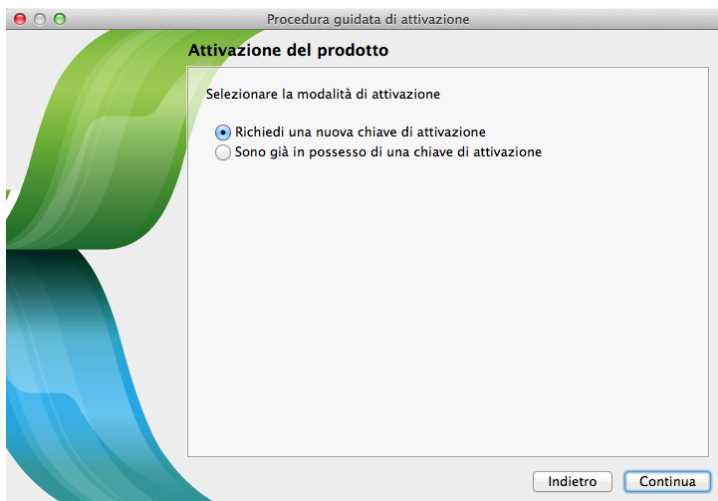 Procedura guidata di attivazione
Attivazione del prodotto
Selezionare la modalità di attivazione
Richiedi una nuova chiave di attivazione
Sono già in possesso di una chiave di attivazione
Indietro Continua